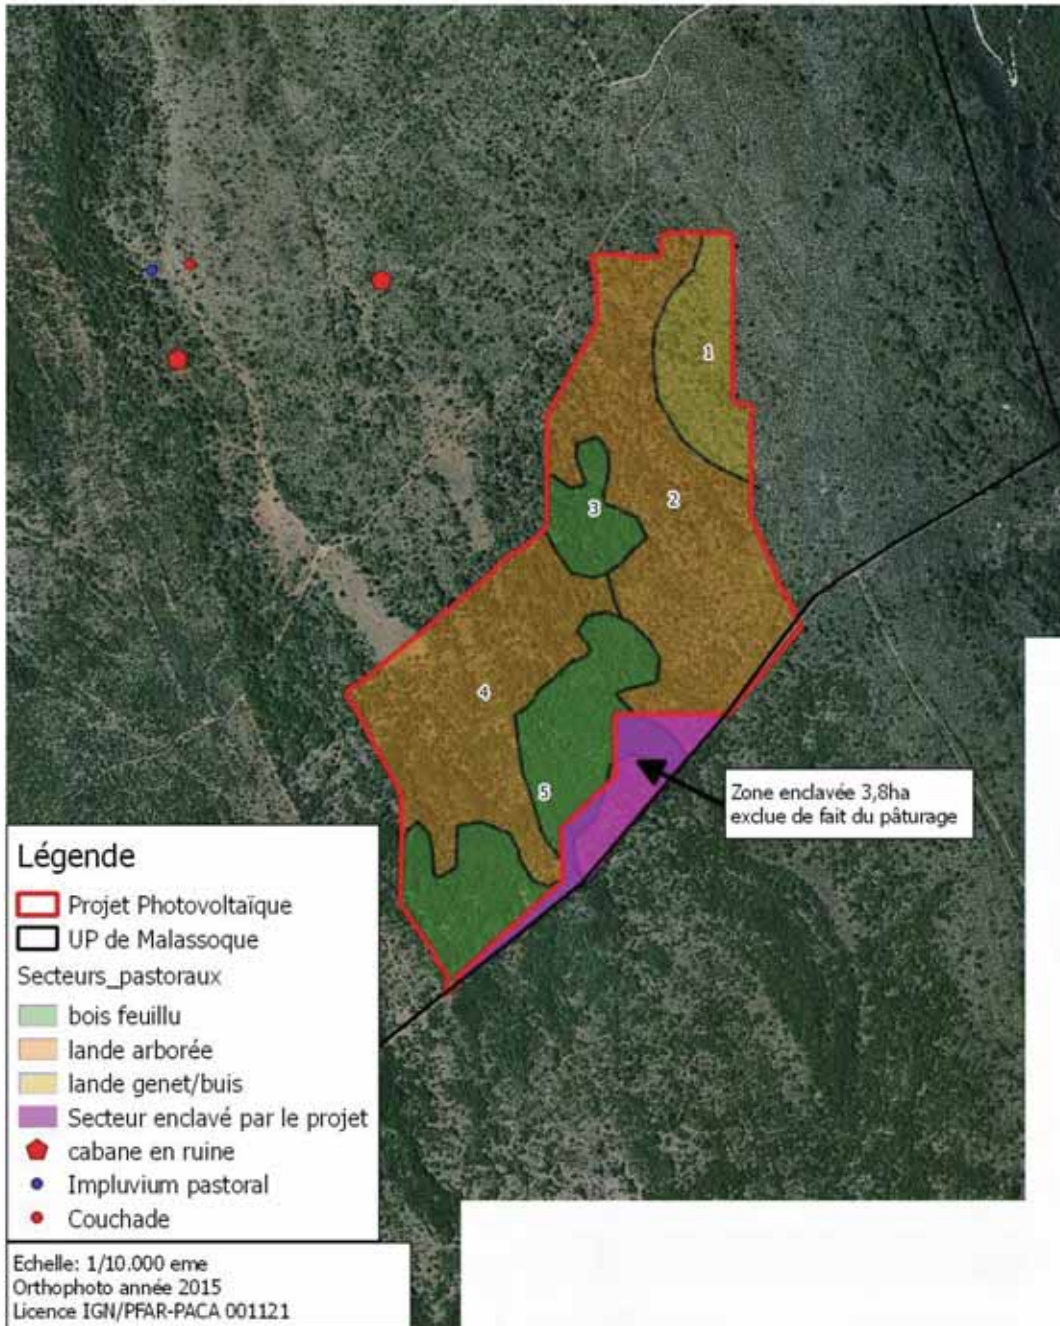 1
2
3
4
5
Zone enclavée 3,8ha
exclue de fait du pâturage
Légende
Projet Photovoltaïque
UP de Malassoque
Secteurs_pastoraux
bois feuillu
lande arborée
lande genet/buis
Secteur enclavé par le projet
cabane en ruine
Impluvium pastoral
Couchade
Echelle: 1/10.000 eme
Orthophoto année 2015
Licence IGN/PFAR-PACA 001121